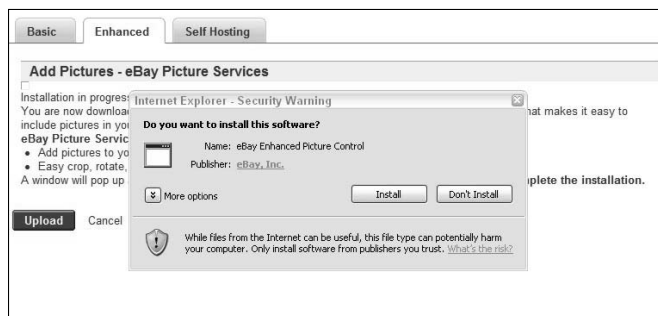 Basic
Enhanced
Self Hosting
Add Pictures - eBay Picture Services
Installation in progress
You are now downloa
hat makes it easy to
include pictures in yo
eBay Picture Servic
• Add pictures to yo
• Easy crop, rotate,
A window will pop up
plete the installation.
Upload
Cancel
Internet Explorer - Security Warning
Do you want to install this software?
Name: eBay Enhanced Picture Control
Publisher: eBay, Inc.
More options
Install
Don't Install
While files from the Internet can be useful, this file type can potentially harm
your computer. Only install software from publishers you trust. What's the risk?